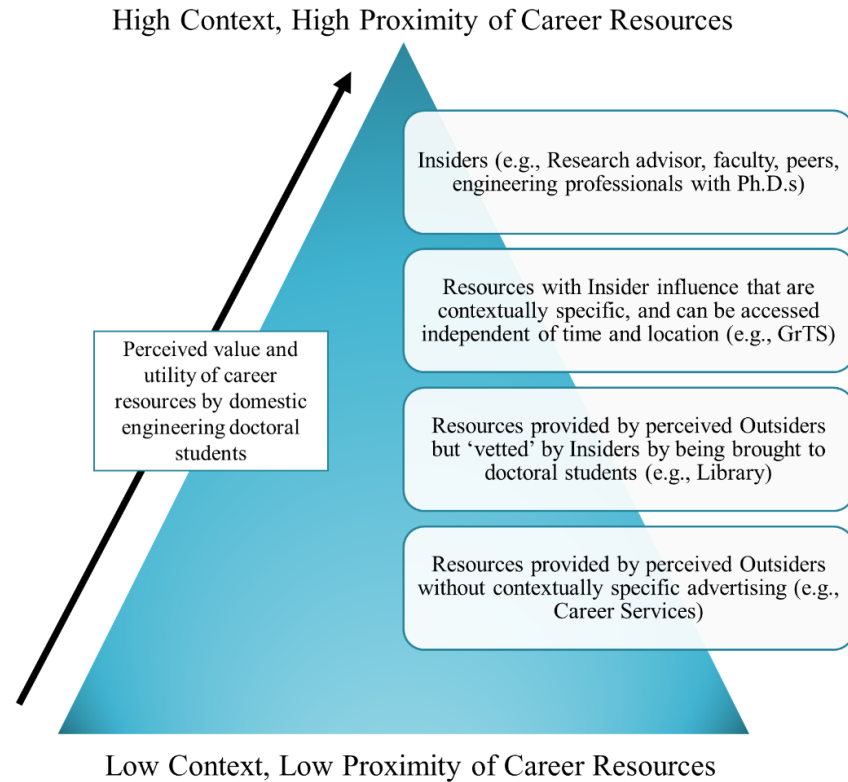 High Context, High Proximity of Career Resources
Insiders (e.g., Research advisor, faculty, peers,
engineering professionals with Ph.D.s)
Resources with Insider influence that are
contextually specific, and can be accessed
independent of time and location (e.g., GrTS)
Perceived value and
utility of career
resources by domestic
engineering doctoral
students
Resources provided by perceived Outsiders
but ‘vetted’ by Insiders by being brought to
doctoral students (e.g., Library)
Resources provided by perceived Outsiders
without contextually specific advertising (e.g.,
Career Services)
Low Context, Low Proximity of Career Resources